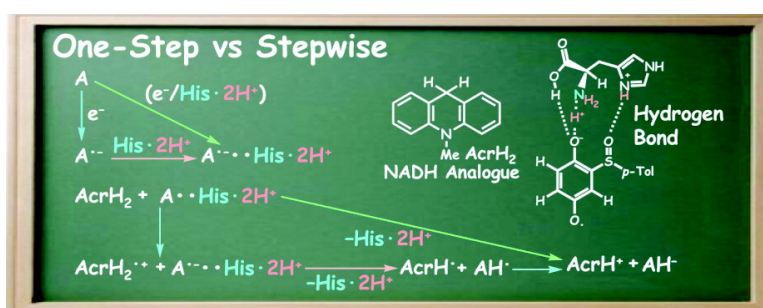 One-Step vs Stepwise
A
(e⁻/His·2H⁺)
e⁻
A·⁻ His·2H⁺ A·⁻··His·2H⁺
AcrH₂ + A··His·2H⁺
–His·2H⁺
AcrH₂·⁺ + A·⁻··His·2H⁺ –His·2H⁺ AcrH· + AH· AcrH⁺ + AH⁻
H H
N
Me AcrH₂
NADH Analogue
O
O
H
H
NH
N
+
H
NH₂
H⁺
Hydrogen
Bond
O⁻
O
H
S
p-Tol
H
H
O·